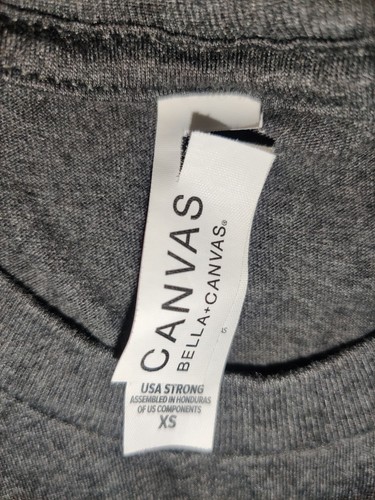 CANVAS
BELLA+CANVAS®
USA STRONG
ASSEMBLED IN HONDURAS
OF US COMPONENTS
XS